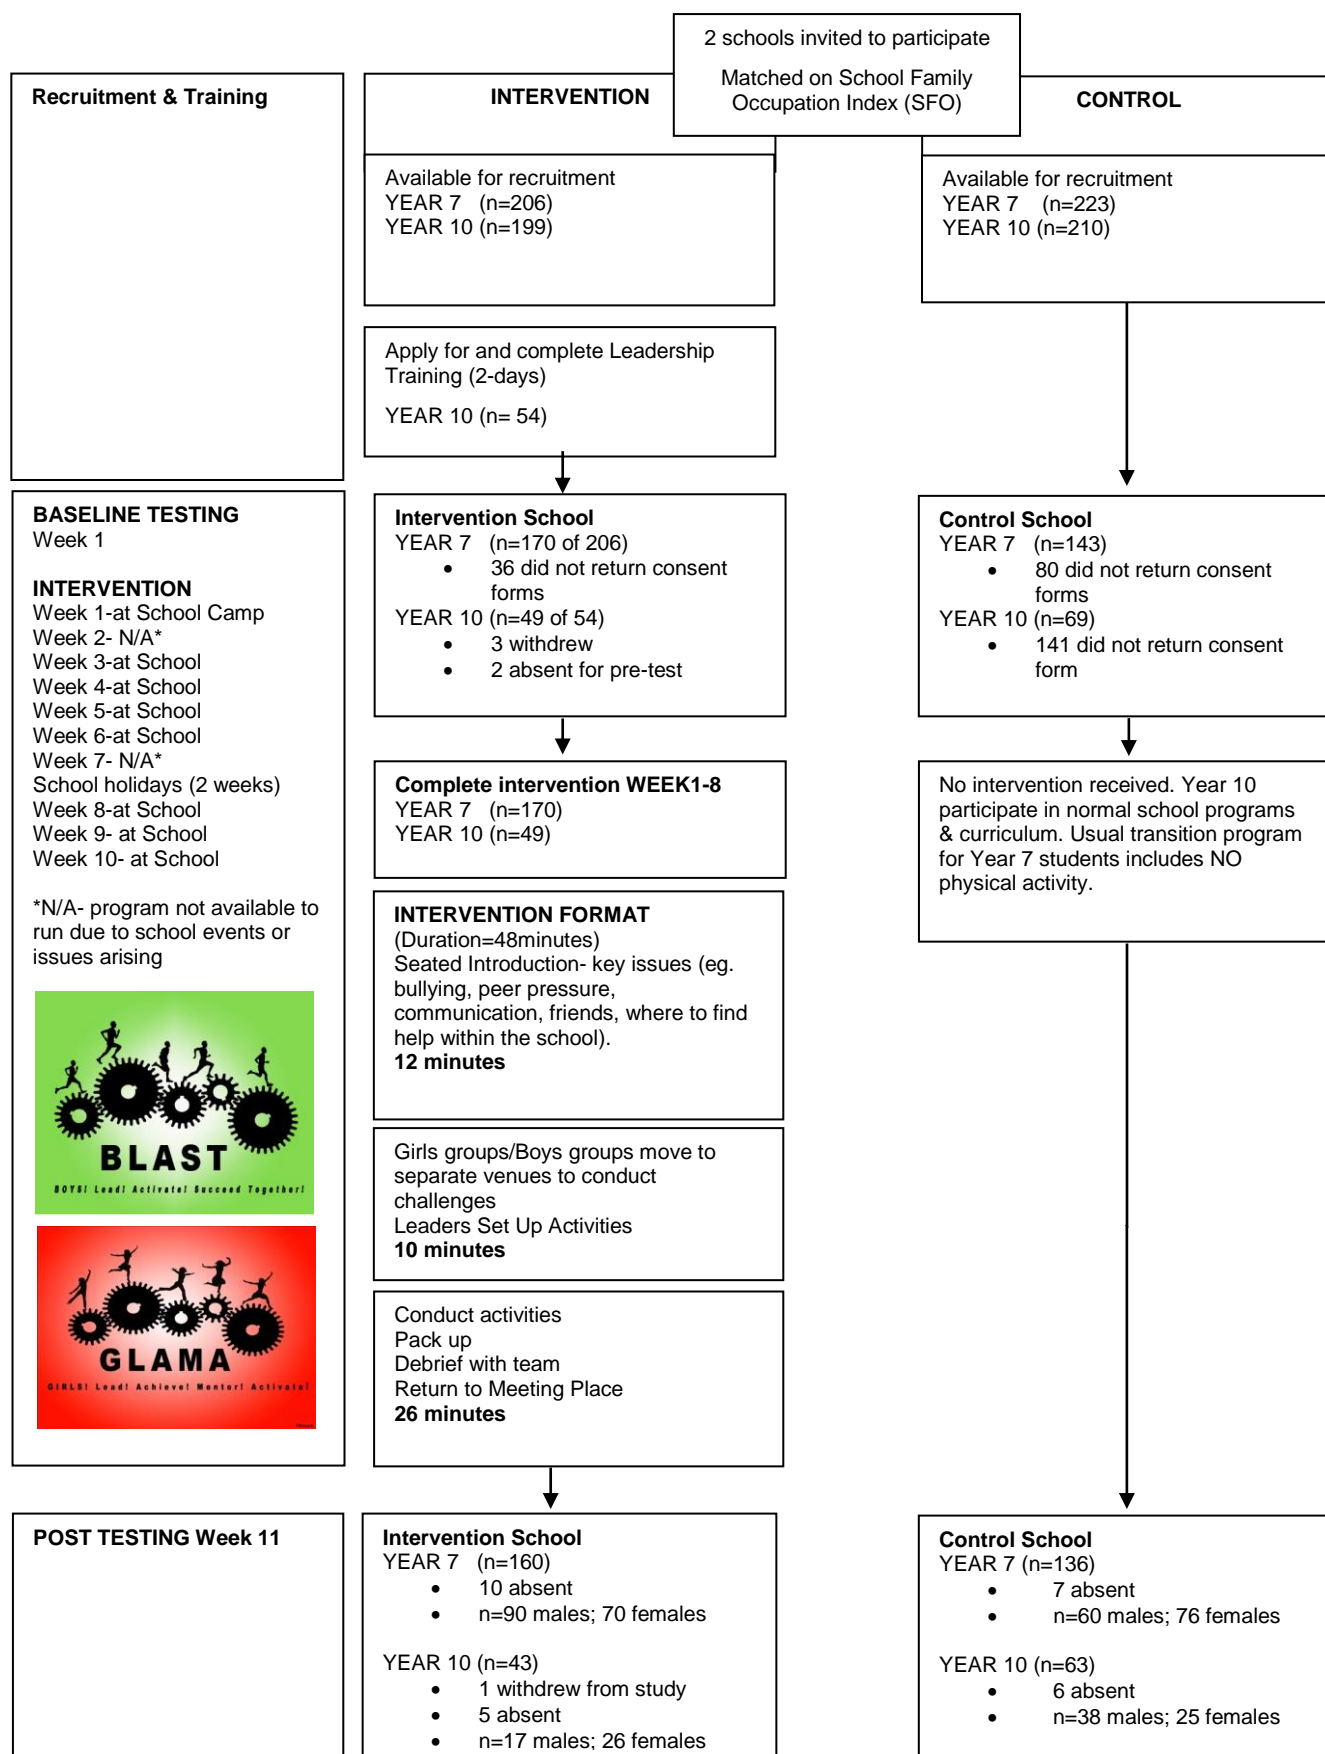 2 schools invited to participate
Matched on School Family
Occupation Index (SFO)
Recruitment & Training
INTERVENTION
CONTROL
Available for recruitment
YEAR 7 (n=206)
YEAR 10 (n=199)
Available for recruitment
YEAR 7 (n=223)
YEAR 10 (n=210)
Apply for and complete Leadership
Training (2-days)
YEAR 10 (n= 54)
BASELINE TESTING
Week 1
INTERVENTION
Week 1-at School Camp
Week 2- N/A*
Week 3-at School
Week 4-at School
Week 5-at School
Week 6-at School
Week 7- N/A*
School holidays (2 weeks)
Week 8-at School
Week 9- at School
Week 10- at School
*N/A- program not available to
run due to school events or
issues arising
BLAST
BOYS! Lead! Activate! Succeed Together!
GLAMA
GIRLS! Lead! Achieve! Mentor! Activate!
Intervention School
YEAR 7 (n=170 of 206)
• 36 did not return consent
forms
YEAR 10 (n=49 of 54)
• 3 withdrew
• 2 absent for pre-test
Control School
YEAR 7 (n=143)
• 80 did not return consent
forms
YEAR 10 (n=69)
• 141 did not return consent
form
Complete intervention WEEK1-8
YEAR 7 (n=170)
YEAR 10 (n=49)
No intervention received. Year 10
participate in normal school programs
& curriculum. Usual transition program
for Year 7 students includes NO
physical activity.
INTERVENTION FORMAT
(Duration=48minutes)
Seated Introduction- key issues (eg.
bullying, peer pressure,
communication, friends, where to find
help within the school).
12 minutes
Girls groups/Boys groups move to
separate venues to conduct
challenges
Leaders Set Up Activities
10 minutes
Conduct activities
Pack up
Debrief with team
Return to Meeting Place
26 minutes
POST TESTING Week 11
Intervention School
YEAR 7 (n=160)
• 10 absent
• n=90 males; 70 females
YEAR 10 (n=43)
• 1 withdrew from study
• 5 absent
• n=17 males; 26 females
Control School
YEAR 7 (n=136)
• 7 absent
• n=60 males; 76 females
YEAR 10 (n=63)
• 6 absent
• n=38 males; 25 females